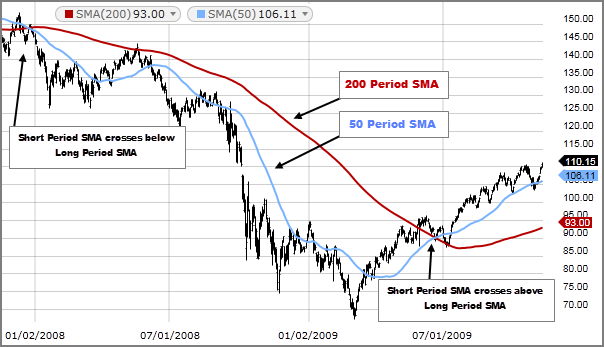 SMA(200) 93.00 SMA(50) 106.11
150.00
145.00
140.00
135.00
130.00
125.00
120.00
115.00
110.15
106.11
105.00
100.00
95.00
93.00
90.00
85.00
80.00
75.00
70.00
200 Period SMA
50 Period SMA
Short Period SMA crosses below
Long Period SMA
Short Period SMA crosses above
Long Period SMA
01/02/2008 07/01/2008 01/02/2009 07/01/2009